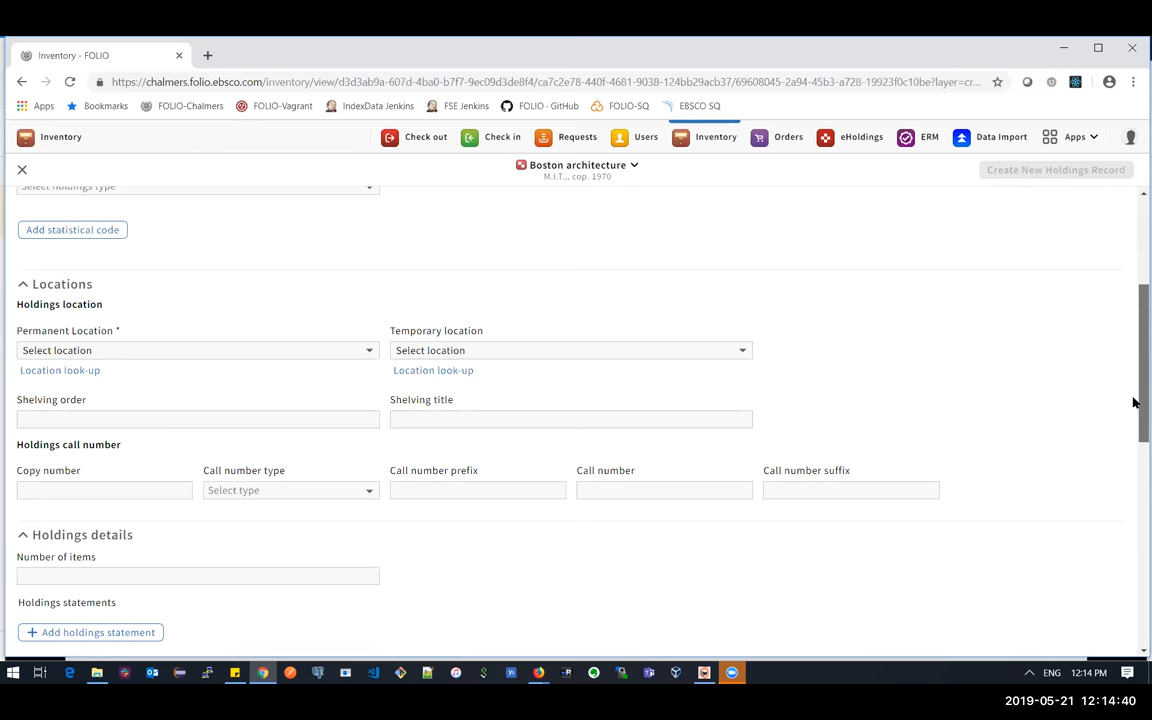 Inventory - FOLIO
https://chalmers.folio.ebsco.com/inventory/view/d3d3ab9a-607d-4ba0-b7f7-9ec09d3de8f4/ca7c2e78-440f-4681-9038-124bb29acb37/69608045-2a94-45b3-a728-19923f0c10be?layer=cr...
Apps Bookmarks FOLIO-Chalmers FOLIO-Vagrant IndexData Jenkins FSE Jenkins FOLIO · GitHub FOLIO-SQ EBSCO SQ
Inventory Check out Check in Requests Users Inventory Orders eHoldings ERM Data Import Apps
Boston architecture
M.I.T.., cop. 1970
Create New Holdings Record
Select holdings type
Add statistical code
Locations
Holdings location
Permanent Location * Temporary location
Select location Select location
Location look-up Location look-up
Shelving order Shelving title
Holdings call number
Copy number Call number type Call number prefix Call number Call number suffix
Select type
Holdings details
Number of items
Holdings statements
+ Add holdings statement
ENG 12:14 PM
2019-05-21 12:14:40